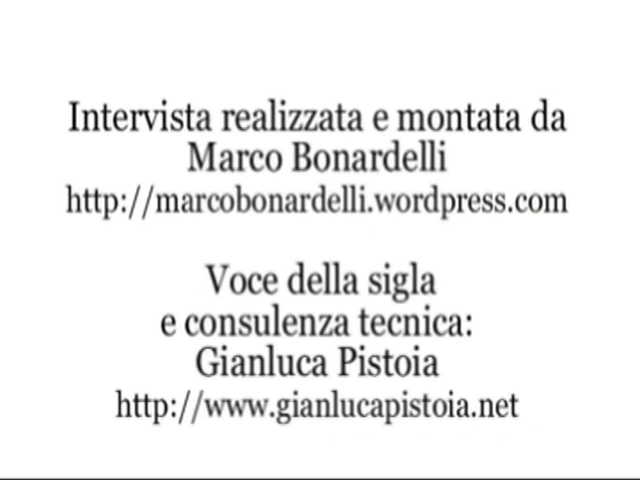 Intervista realizzata e montata da
Marco Bonardelli
http://marcobonardelli.wordpress.com
Voce della sigla
e consulenza tecnica:
Gianluca Pistoia
http://www.gianlucapistoia.net